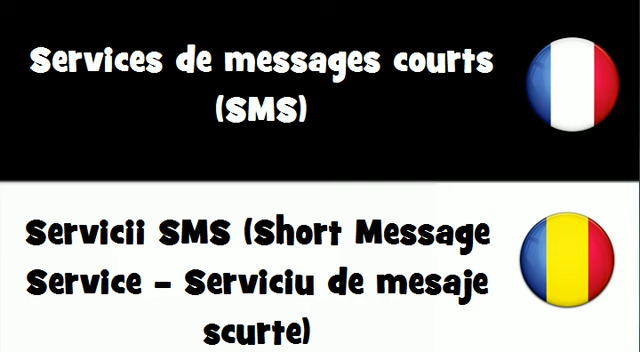 Services de messages courts
(SMS)
Servicii SMS (Short Message
Service - Serviciu de mesaje
scurte)